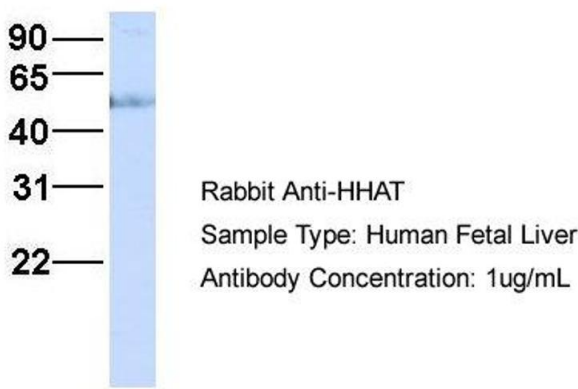 90
65
40
31
22
Rabbit Anti-HHAT
Sample Type: Human Fetal Liver
Antibody Concentration: 1ug/mL